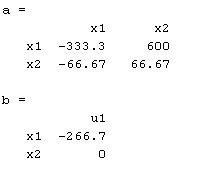 a =
x1 x2
x1 -333.3 600
x2 -66.67 66.67
b =
u1
x1 -266.7
x2 0